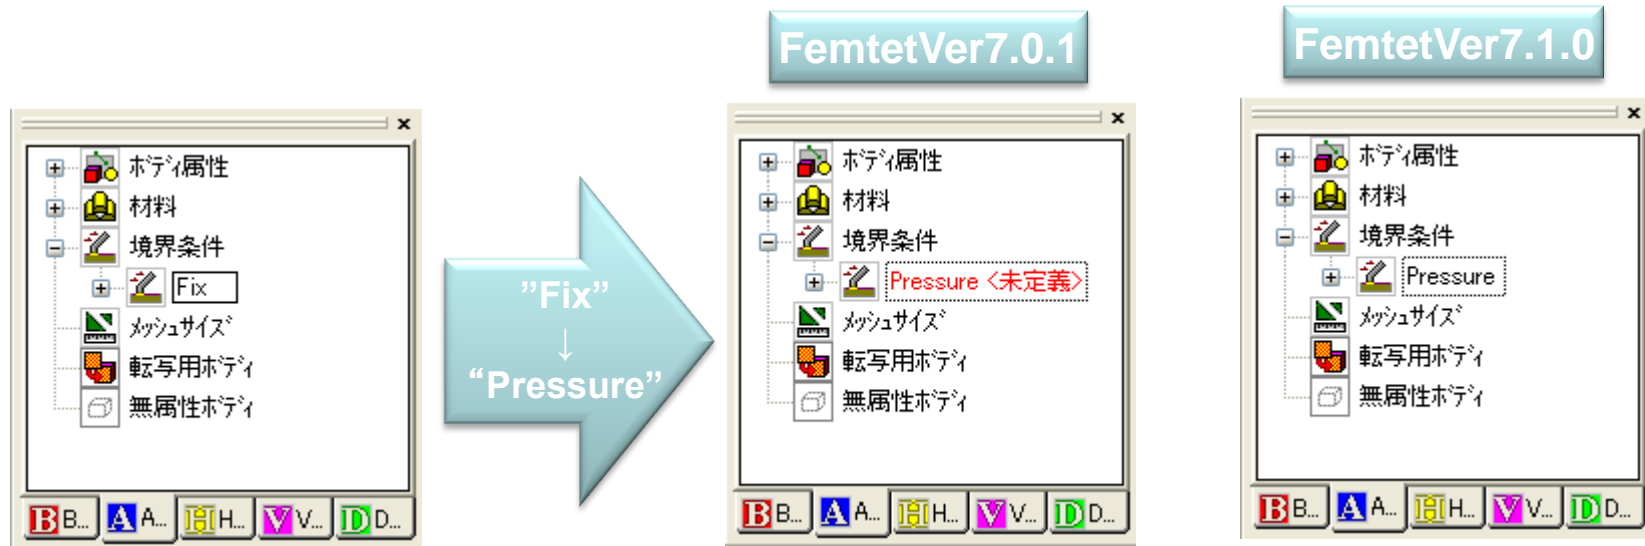 FemtetVer7.0.1
FemtetVer7.1.0
ﾎﾞﾃﾞｨ属性
材料
境界条件
Fix
ﾒｯｼｭｻｲｽﾞ
転写用ﾎﾞﾃﾞｨ
無属性ﾎﾞﾃﾞｨ
B B...
A A...
H H...
V V...
D D...
”Fix”
↓
“Pressure”
ﾎﾞﾃﾞｨ属性
材料
境界条件
Pressure <未定義>
ﾒｯｼｭｻｲｽﾞ
転写用ﾎﾞﾃﾞｨ
無属性ﾎﾞﾃﾞｨ
B B...
A A...
H H...
V V...
D D...
ﾎﾞﾃﾞｨ属性
材料
境界条件
Pressure
ﾒｯｼｭｻｲｽﾞ
転写用ﾎﾞﾃﾞｨ
無属性ﾎﾞﾃﾞｨ
B B...
A A...
H H...
V V...
D D...